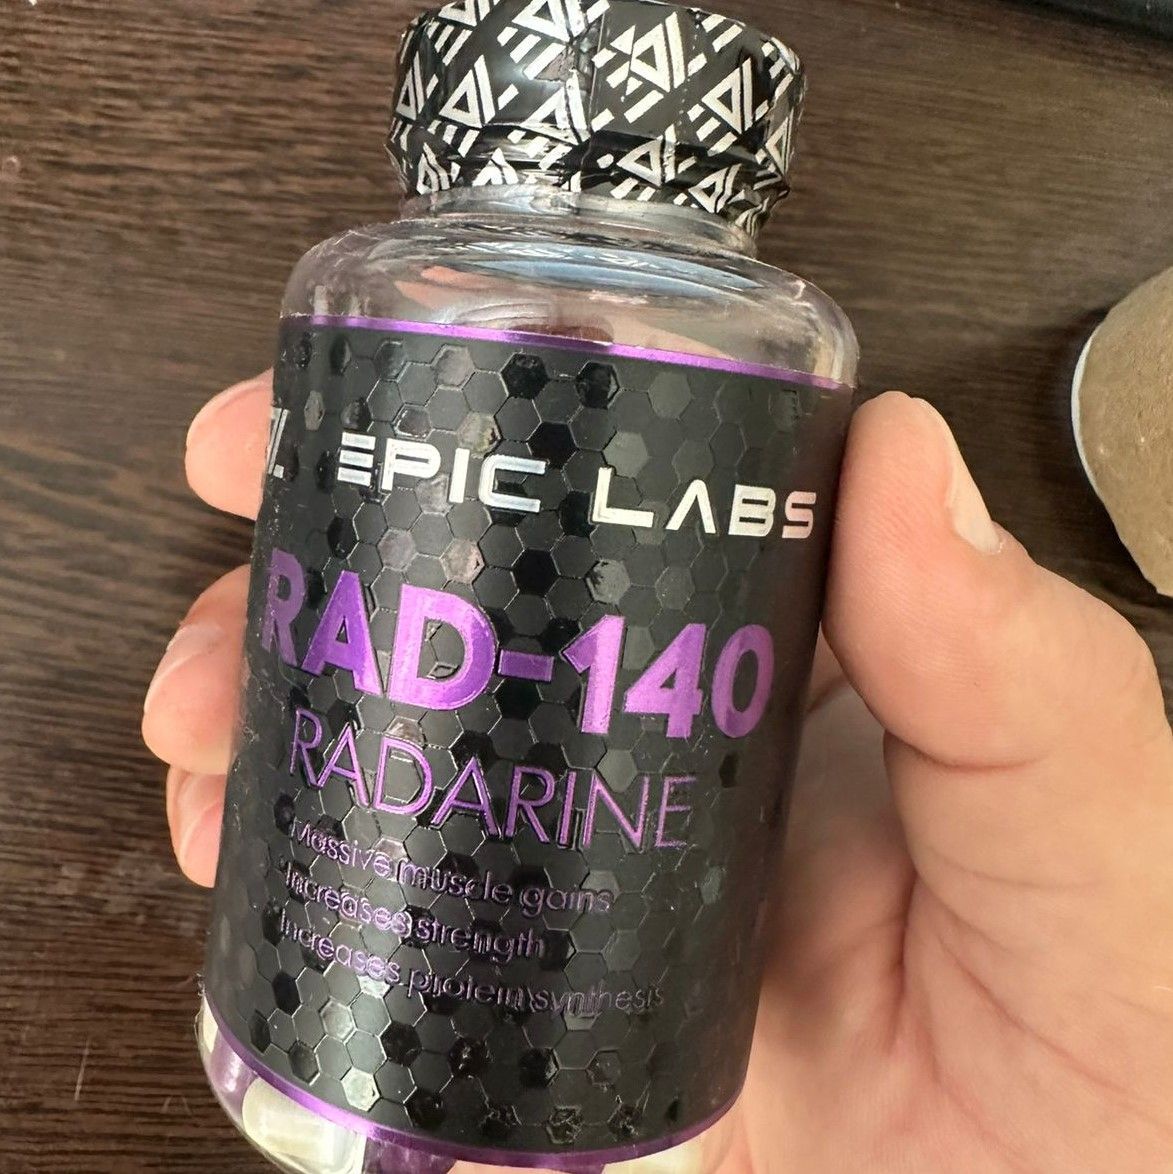 EPIC LABS
RAD-140
RADARINE
Massive muscle gains
Increases strength
Increases protein synthesis